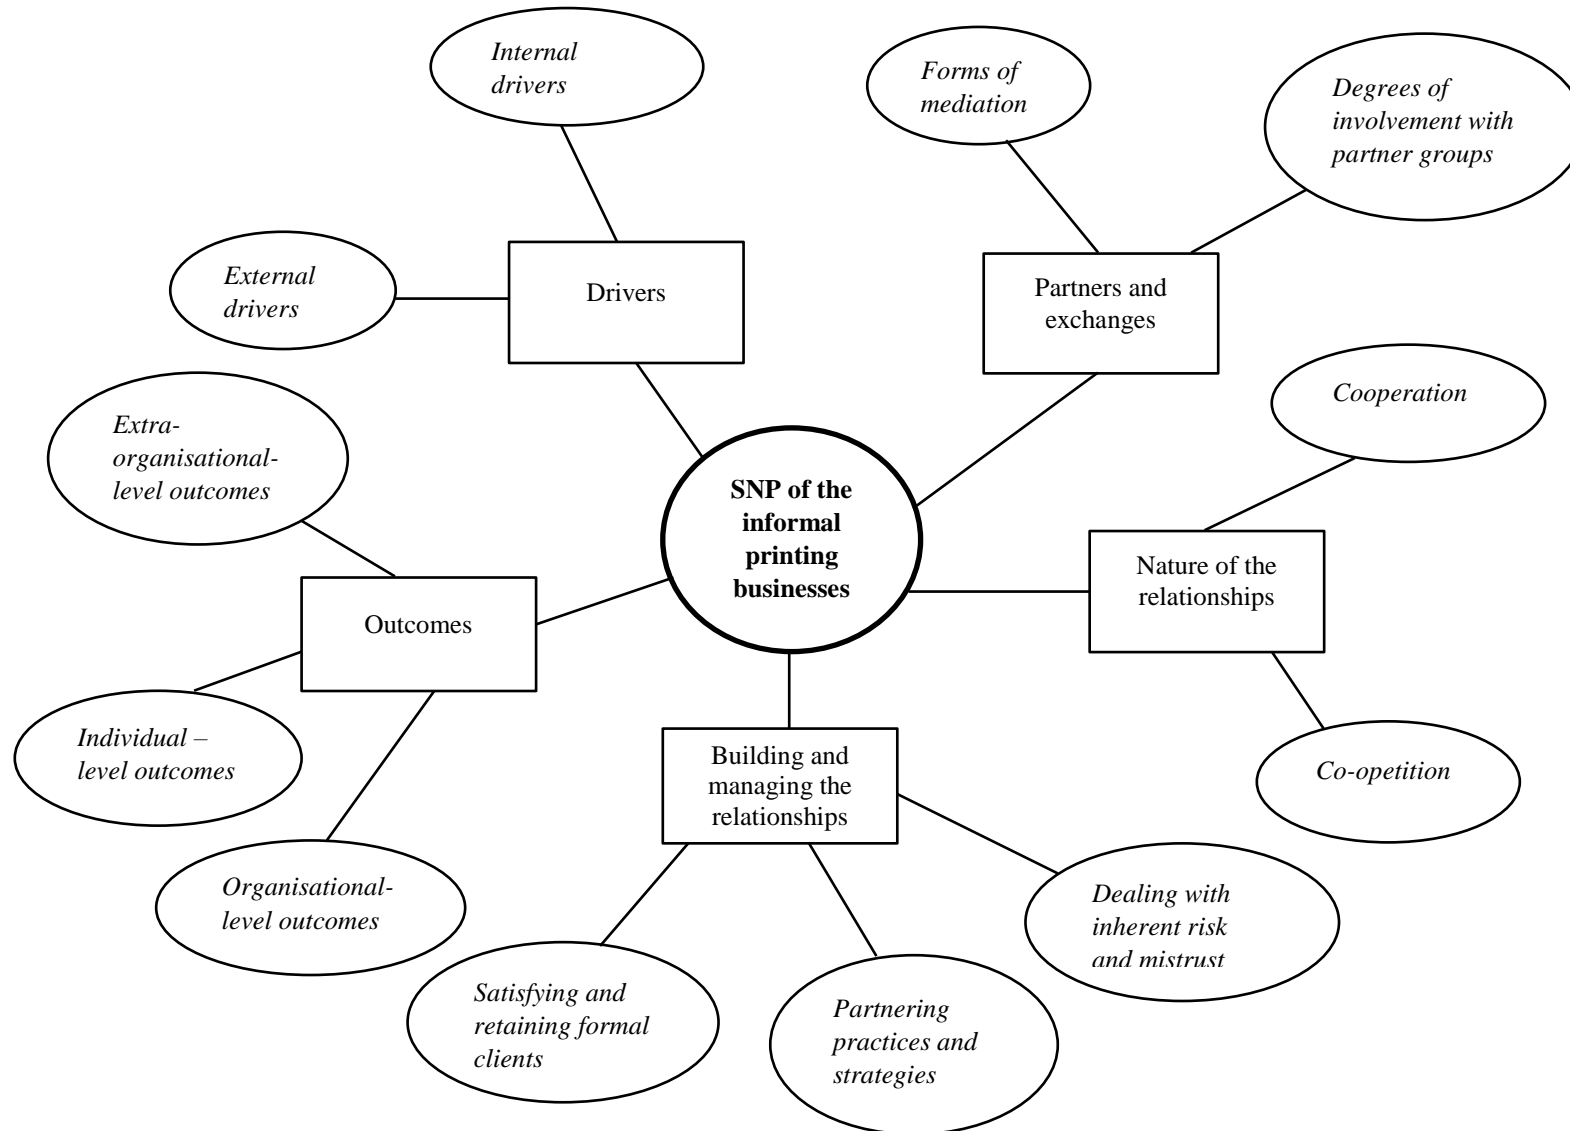 Internal
drivers
Forms of
mediation
Degrees of
involvement with
partner groups
External
drivers
Drivers
Partners and
exchanges
Cooperation
Extra-
organisational-
level outcomes
SNP of the
informal
printing
businesses
Nature of the
relationships
Outcomes
Individual –
level outcomes
Building and
managing the
relationships
Co-opetition
Organisational-
level outcomes
Dealing with
inherent risk
and mistrust
Satisfying and
retaining formal
clients
Partnering
practices and
strategies